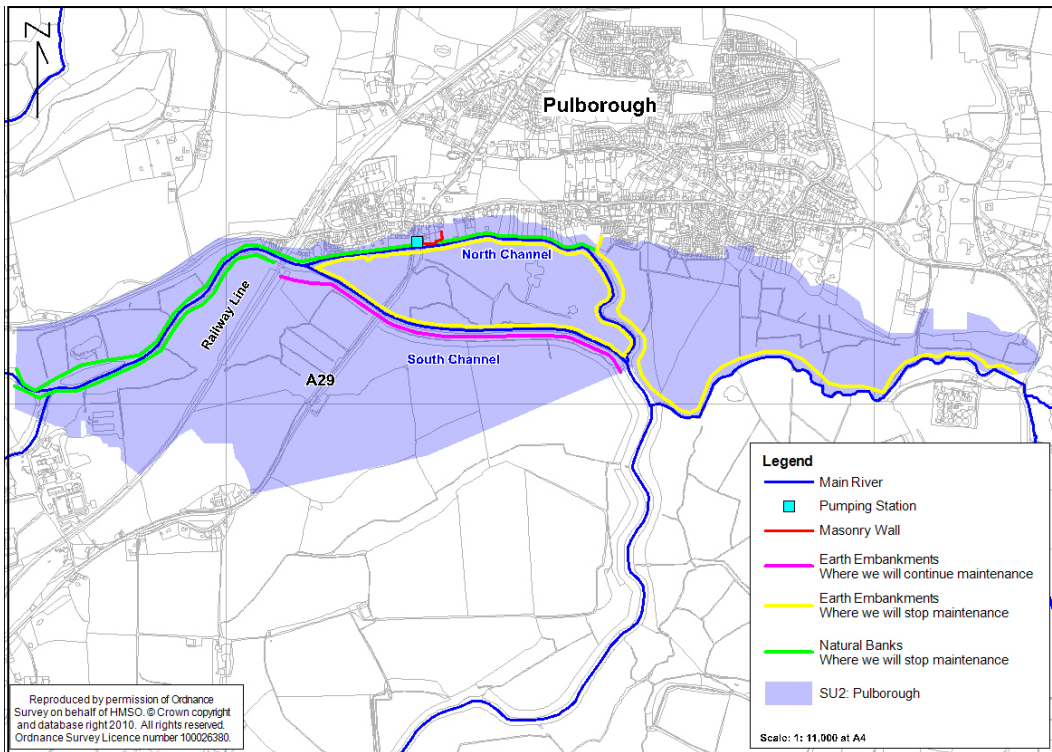 N
Pulborough
North Channel
Railway Line
South Channel
A29
Legend
Main River
Pumping Station
Masonry Wall
Earth Embankments
Where we will continue maintenance
Earth Embankments
Where we will stop maintenance
Natural Banks
Where we will stop maintenance
SU2: Pulborough
Scale: 1: 11,000 at A4
Reproduced by permission of Ordnance
Survey on behalf of HMSO. © Crown copyright
and database right 2010. All rights reserved.
Ordnance Survey Licence number 100026380.